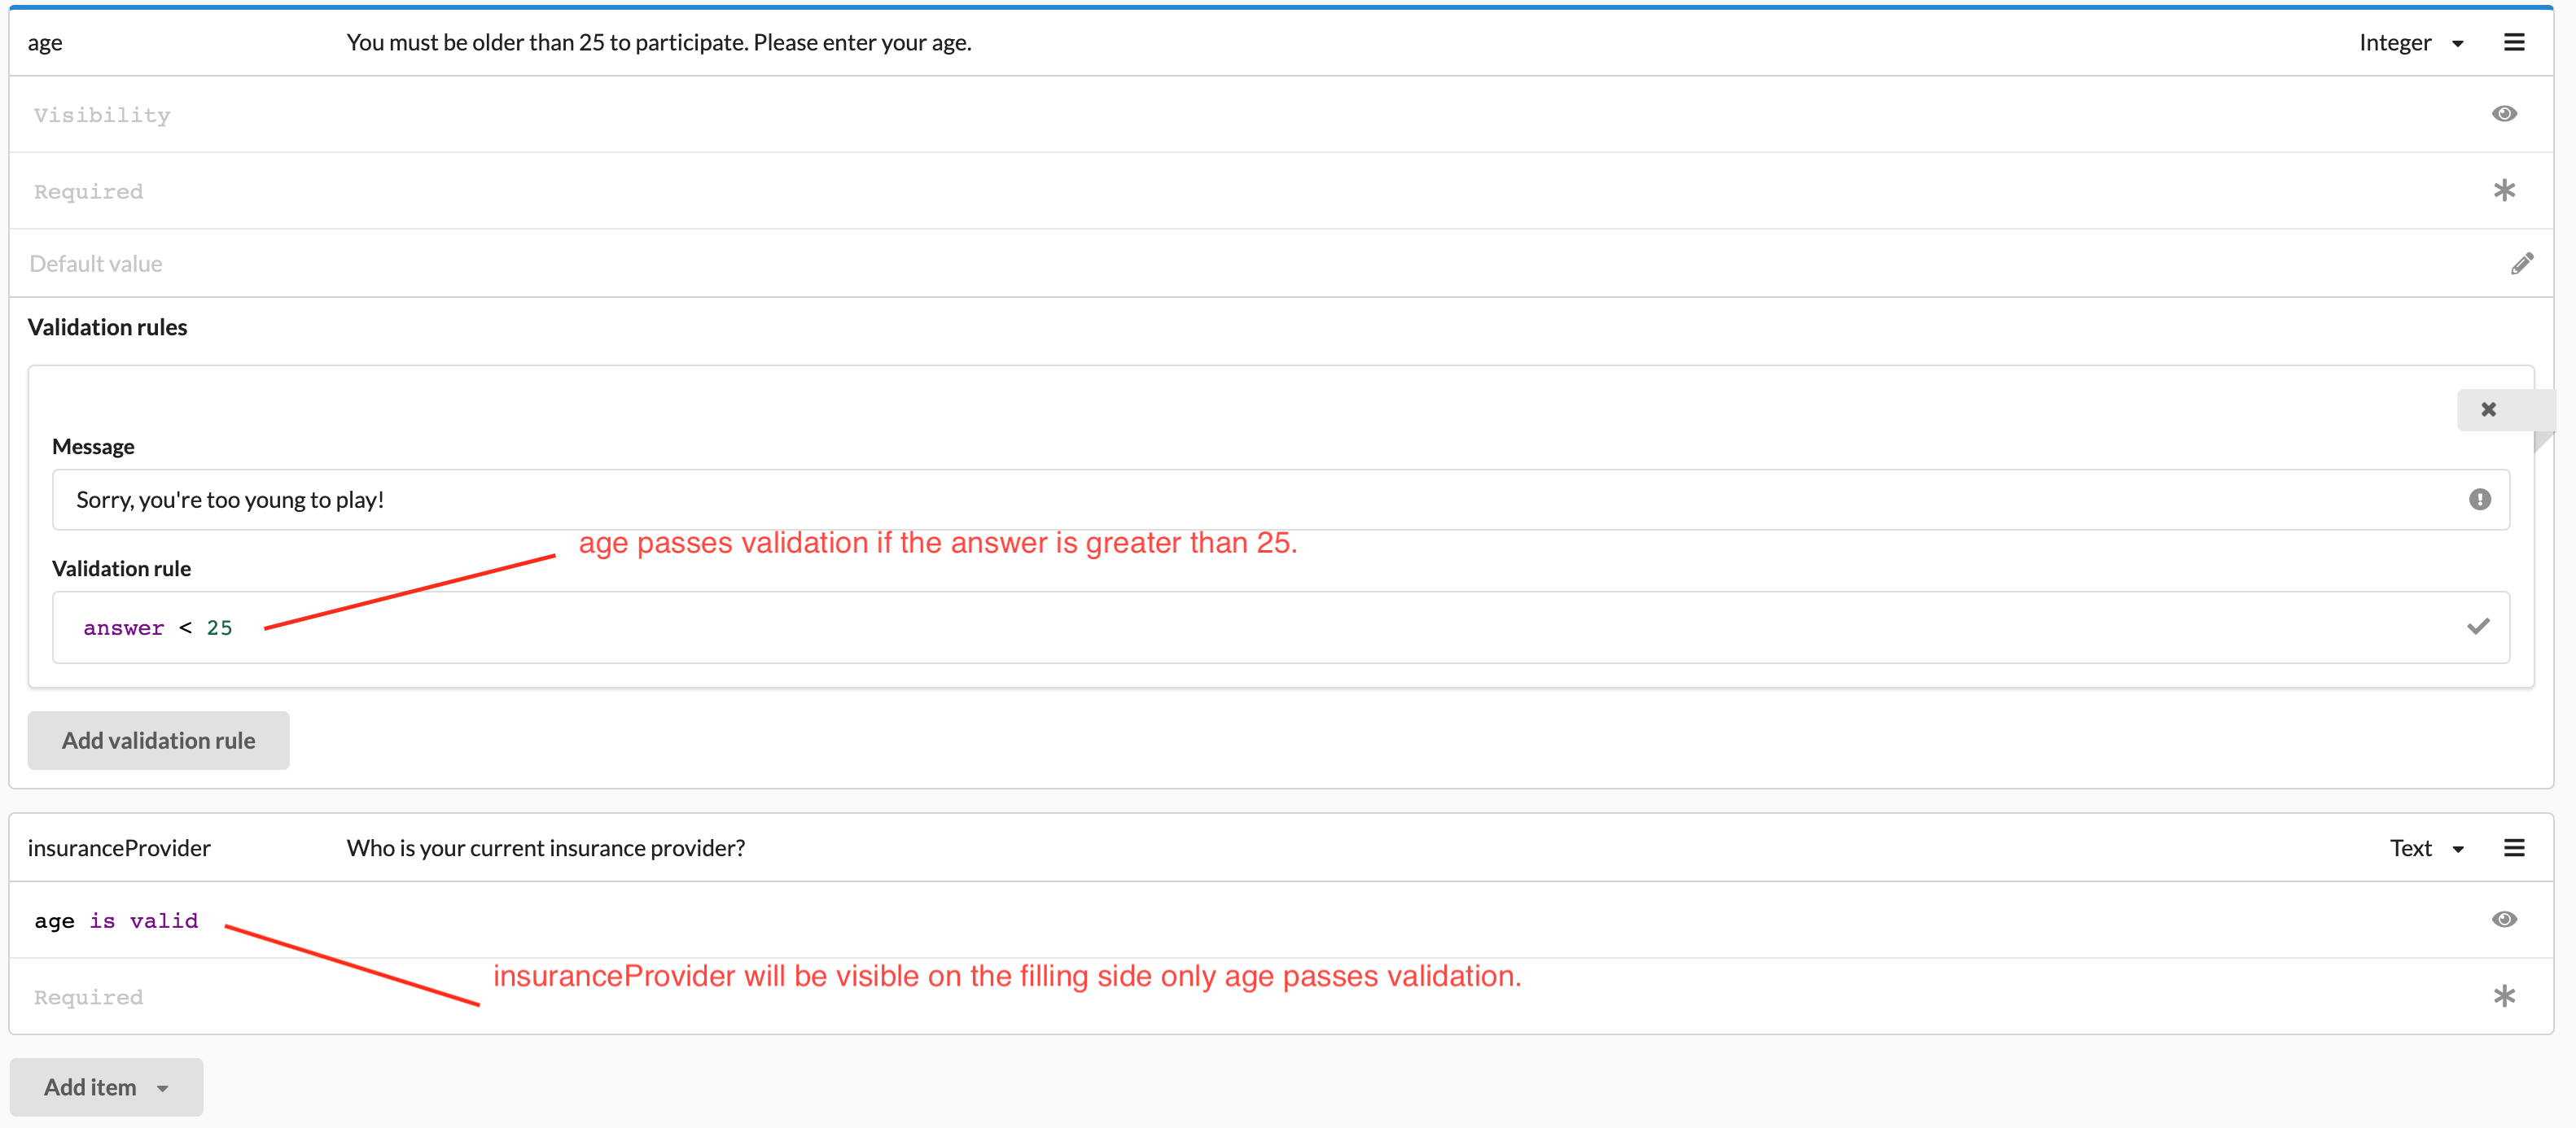 age You must be older than 25 to participate. Please enter your age. Integer
Visibility
Required
Default value
Validation rules
Message
Sorry, you're too young to play!
age passes validation if the answer is greater than 25.
Validation rule
answer < 25
Add validation rule
insuranceProvider Who is your current insurance provider? Text
age is valid
insuranceProvider will be visible on the filling side only age passes validation.
Required
Add item